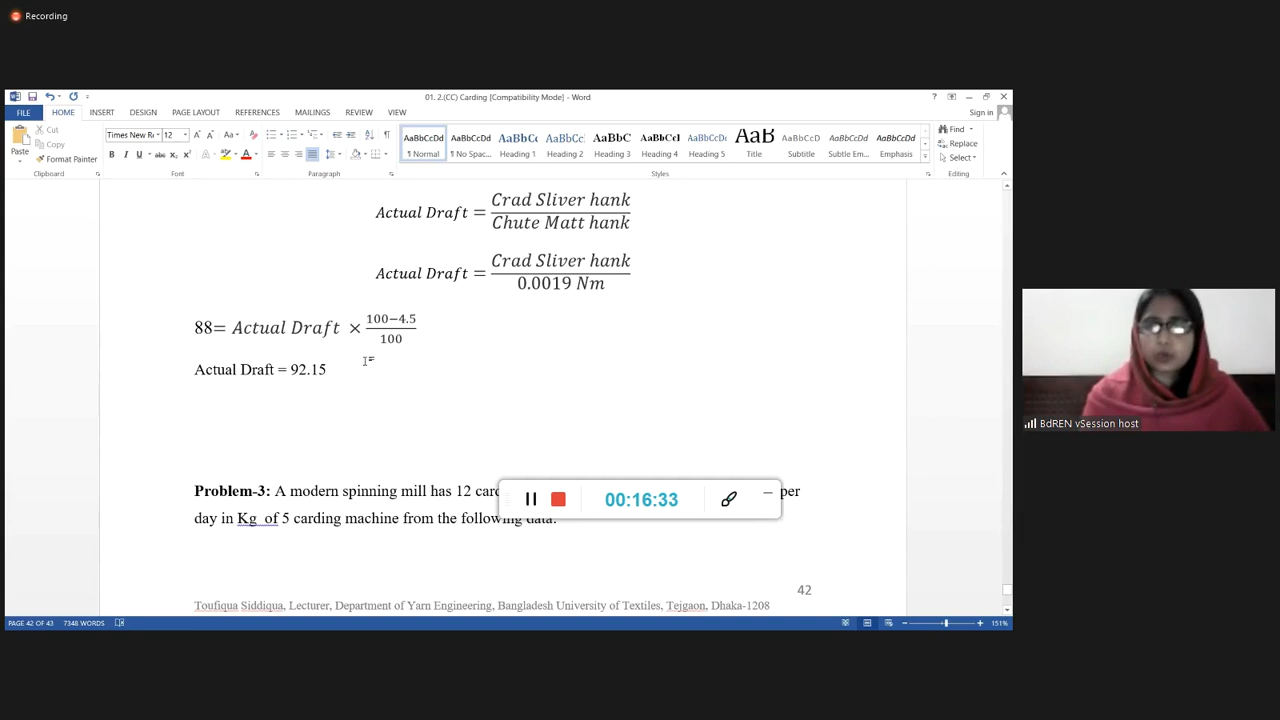 Recording
01. 2.(CC) Carding [Compatibility Mode] - Word
FILE HOME INSERT DESIGN PAGE LAYOUT REFERENCES MAILINGS REVIEW VIEW Sign in
Paste Cut Copy Format Painter
Clipboard
Times New Ro 12
Font
Paragraph
AaBbCcDd AaBbCcDd AaBbCc AaBbCc AaBbC AaBbCcI AaBbCcDd AaB AaBbCcD AaBbCcDd AaBbCcDd
¶ Normal ¶ No Spac... Heading 1 Heading 2 Heading 3 Heading 4 Heading 5 Title Subtitle Subtle Em... Emphasis
Styles
Find
Replace
Select
Editing
Actual Draft = Crad Sliver hank / Chute Matt hank
Actual Draft = Crad Sliver hank / 0.0019 Nm
88= Actual Draft × 100−4.5 / 100
Actual Draft = 92.15
Problem-3: A modern spinning mill has 12 card per
day in Kg of 5 carding machine from the following data.
00:16:33
42
Toufiqua Siddiqua, Lecturer, Department of Yarn Engineering, Bangladesh University of Textiles, Tejgaon, Dhaka-1208
PAGE 42 OF 43 7348 WORDS 151%
BdREN vSession host